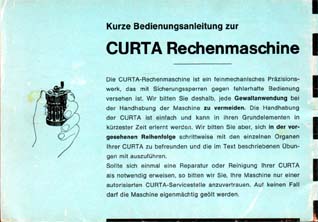 Kurze Bedienungsanleitung zur
CURTA Rechenmaschine
Die CURTA-Rechenmaschine ist ein feinmechanisches Präzisions-
werk, das mit Sicherungssperren gegen fehlerhafte Bedienung
versehen ist. Wir bitten Sie deshalb, jede Gewaltanwendung bei
der Handhabung der Maschine zu vermeiden. Die Handhabung
der CURTA ist einfach und kann in ihren Grundelementen in
kürzester Zeit erlernt werden. Wir bitten Sie aber, sich in der vor-
gesehenen Reihenfolge schrittweise mit den einzelnen Organen
Ihrer CURTA zu befreunden und die im Text beschriebenen Übun-
gen mit auszuführen.
Sollte sich einmal eine Reparatur oder Reinigung Ihrer CURTA
als notwendig erweisen, so bitten wir Sie, Ihre Maschine nur einer
autorisierten CURTA-Servicestelle anzuvertrauen. Auf keinen Fall
darf die Maschine eigenmächtig geölt werden.